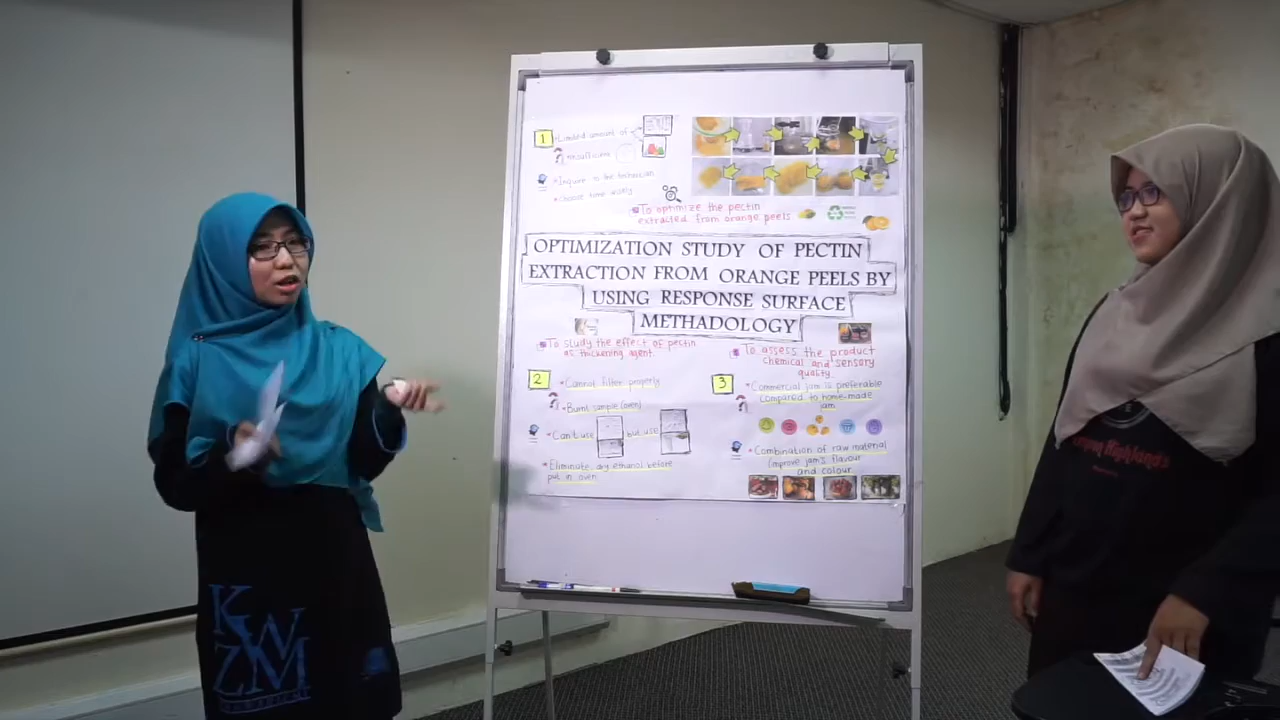 1
• Limited amount of
* Insufficient
* Inquire to the technician
* Choose time wisely
To optimize the pectin
extracted from orange peels
OPTIMIZATION STUDY OF PECTIN
EXTRACTION FROM ORANGE PEELS BY
USING RESPONSE SURFACE
METHADOLOGY
To study the effect of pectin
as thickening agent.
2
• Cannot filter properly
* Burnt sample (oven)
* Can't use but use
* Eliminate any ethanol before
put in oven
To assess the product
chemical and sensory
quality.
3
* Commercial jam is preferable
compared to home-made
jam
* Combination of raw material
improve jam's flavour
and colour
K
W
ZM
Highlands